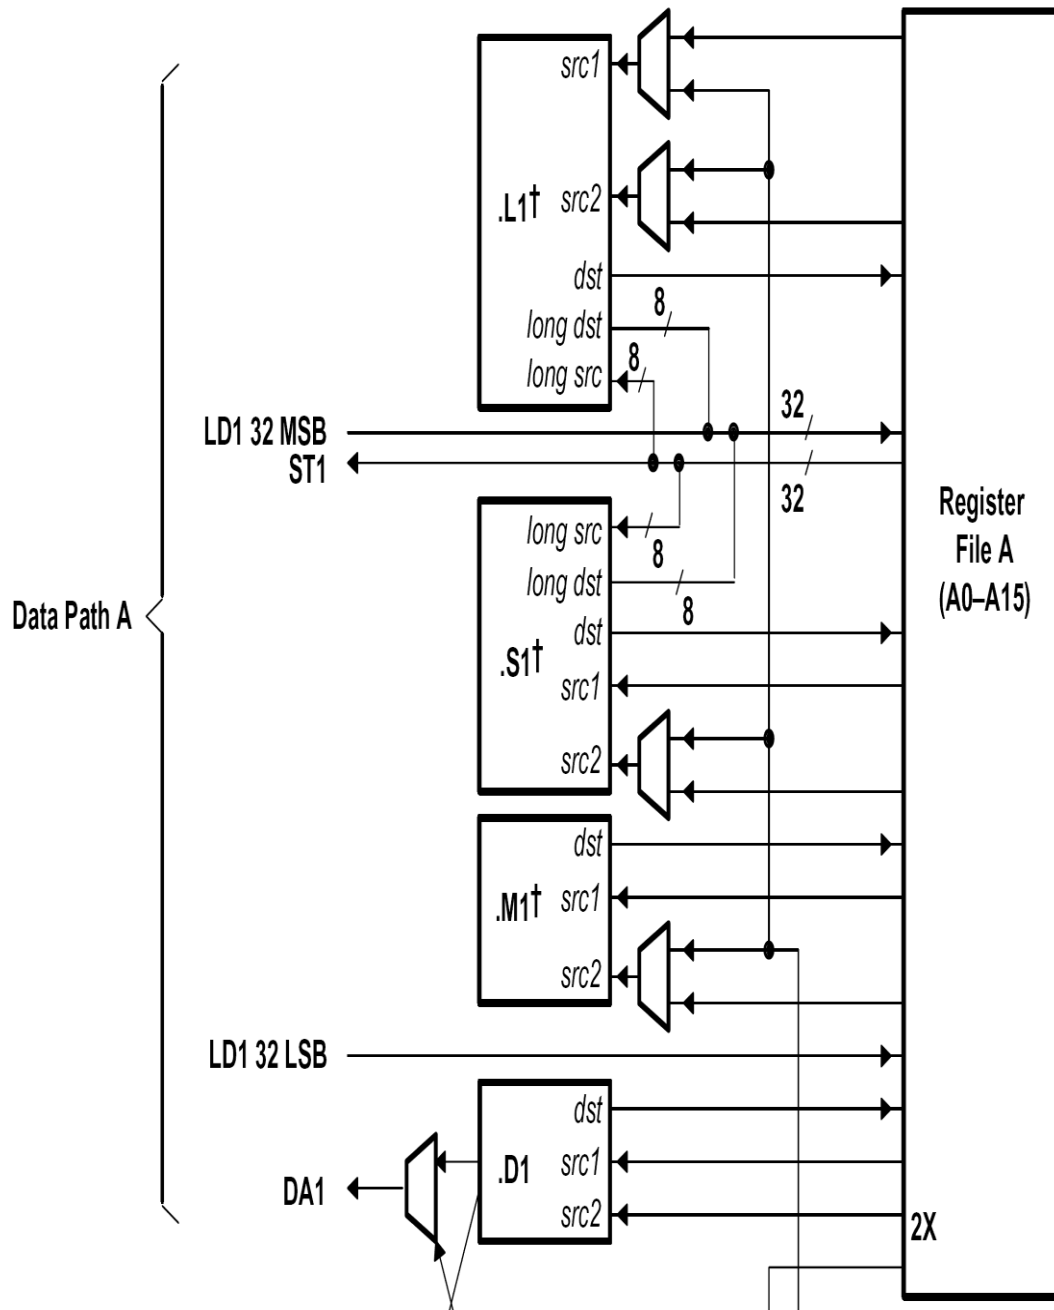 src1
.L1†
src2
dst
8
long dst
8
long src
LD1 32 MSB
32
ST1
32
Register
File A
(A0–A15)
long src
8
long dst
8
Data Path A
dst
.S1†
src1
src2
dst
.M1†
src1
src2
LD1 32 LSB
dst
.D1
src1
DA1
src2
2X